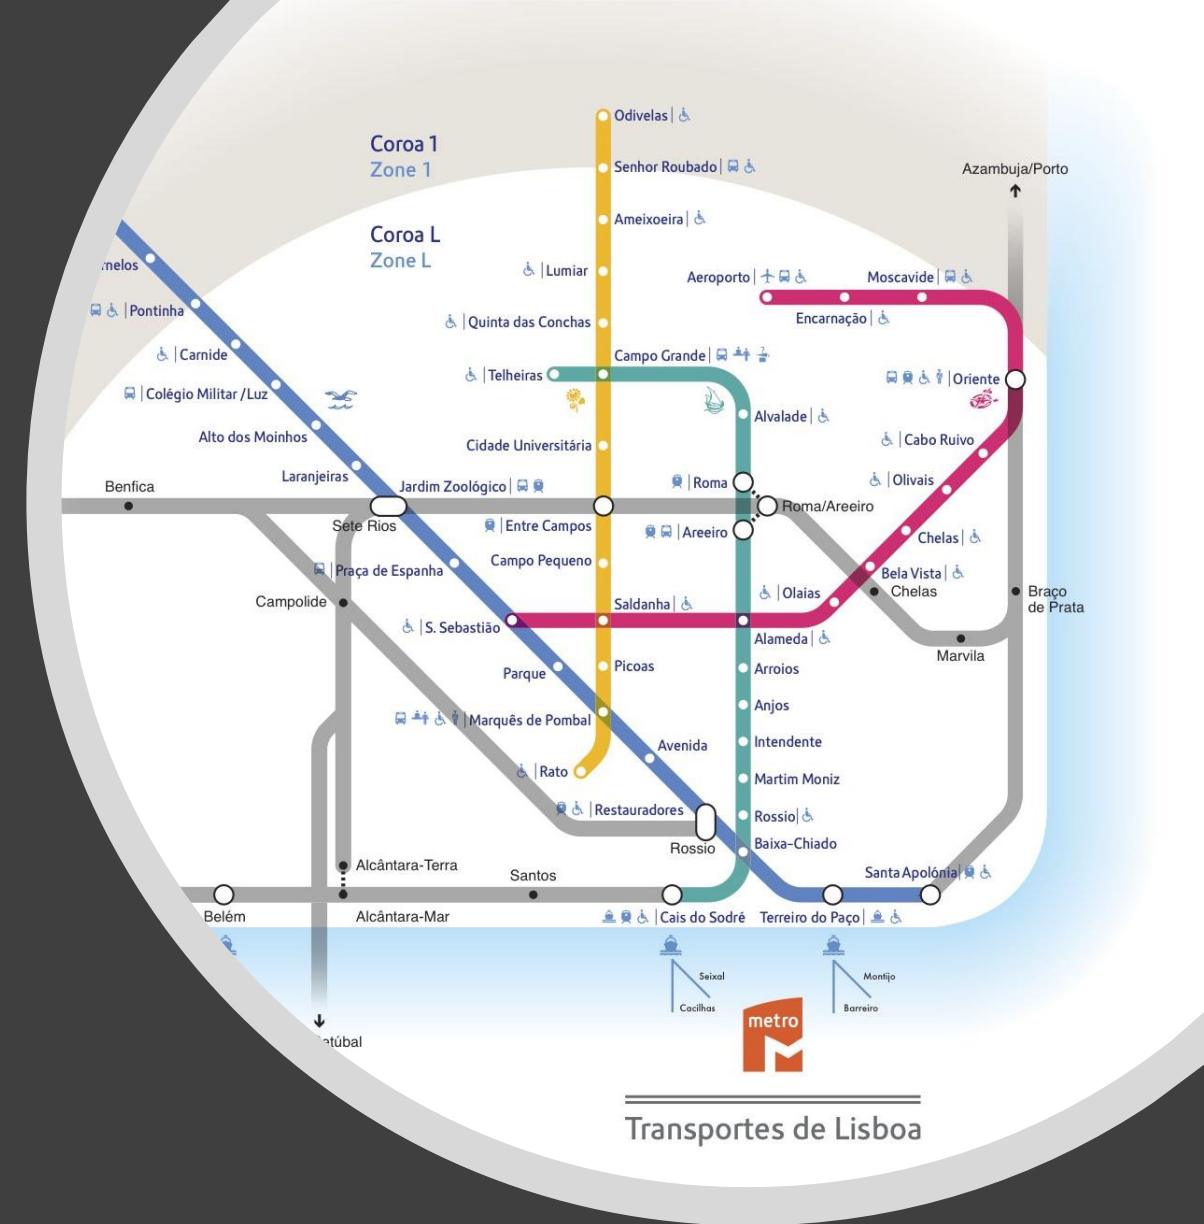 Odivelas
Coroa 1
Zone 1
Senhor Roubado
Azambuja/Porto
Ameixoeira
Coroa L
Zone L
Lumiar
rnelos
Aeroporto
Moscavide
Pontinha
Encarnação
Quinta das Conchas
Carnide
Campo Grande
Telheiras
Oriente
Colégio Militar /Luz
Alvalade
Alto dos Moinhos
Cidade Universitária
Cabo Ruivo
Laranjeiras
Olivais
Benfica
Jardim Zoológico
Roma
Roma/Areeiro
Sete Rios
Entre Campos
Areeiro
Chelas
Campo Pequeno
Praça de Espanha
Bela Vista
Chelas
Olaias
Braço
de Prata
Campolide
Saldanha
S. Sebastião
Alameda
Marvila
Parque
Picoas
Arroios
Anjos
Marquês de Pombal
Avenida
Intendente
Rato
Martim Moniz
Restauradores
Rossio
Rossio
Baixa-Chiado
Alcântara-Terra
Santos
Santa Apolónia
Belém
Alcântara-Mar
Cais do Sodré
Terreiro do Paço
Seixal
Montijo
Cacilhas
Barreiro
metro
etúbal
Transportes de Lisboa